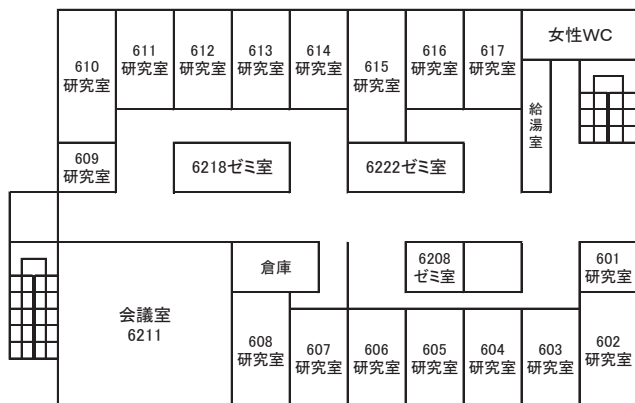 610
研究室
611
研究室
612
研究室
613
研究室
614
研究室
615
研究室
616
研究室
617
研究室
女性WC
給湯室
609
研究室
6218ゼミ室
6222ゼミ室
倉庫
6208
ゼミ室
601
研究室
会議室
6211
608
研究室
607
研究室
606
研究室
605
研究室
604
研究室
603
研究室
602
研究室